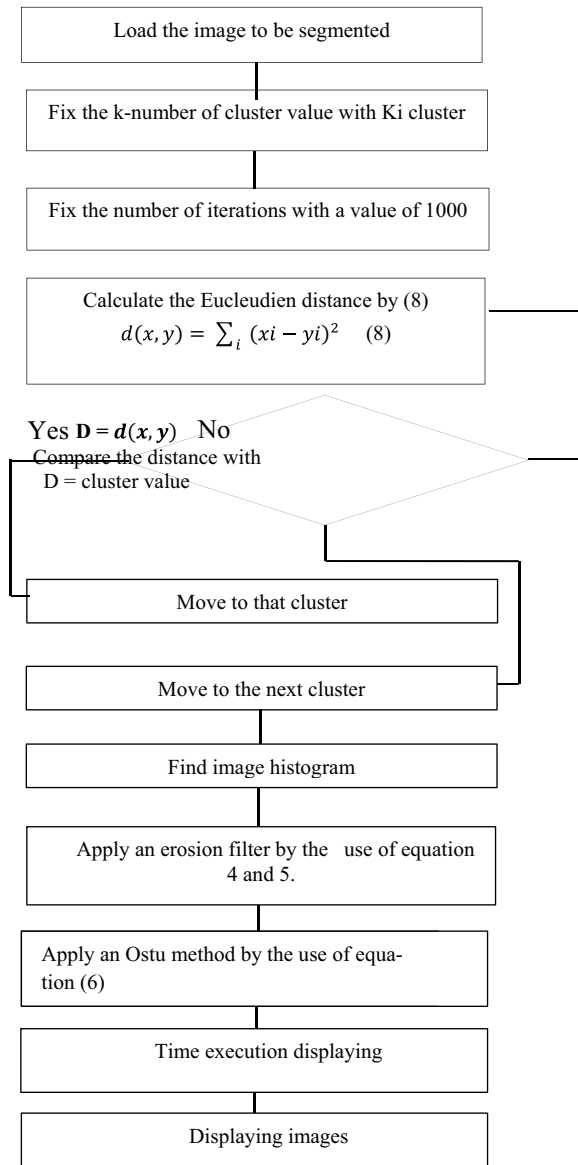 Load the image to be segmented
Fix the k-number of cluster value with Ki cluster
Fix the number of iterations with a value of 1000
Calculate the Eucleudien distance by (8)
𝑑(𝑥, 𝑦) = ∑ᵢ (𝑥𝑖 − 𝑦𝑖)² (8)
Yes D = 𝒅(𝒙, 𝒚) No
Compare the distance with
D = cluster value
Move to that cluster
Move to the next cluster
Find image histogram
Apply an erosion filter by the use of equation
4 and 5.
Apply an Ostu method by the use of equa-
tion (6)
Time execution displaying
Displaying images